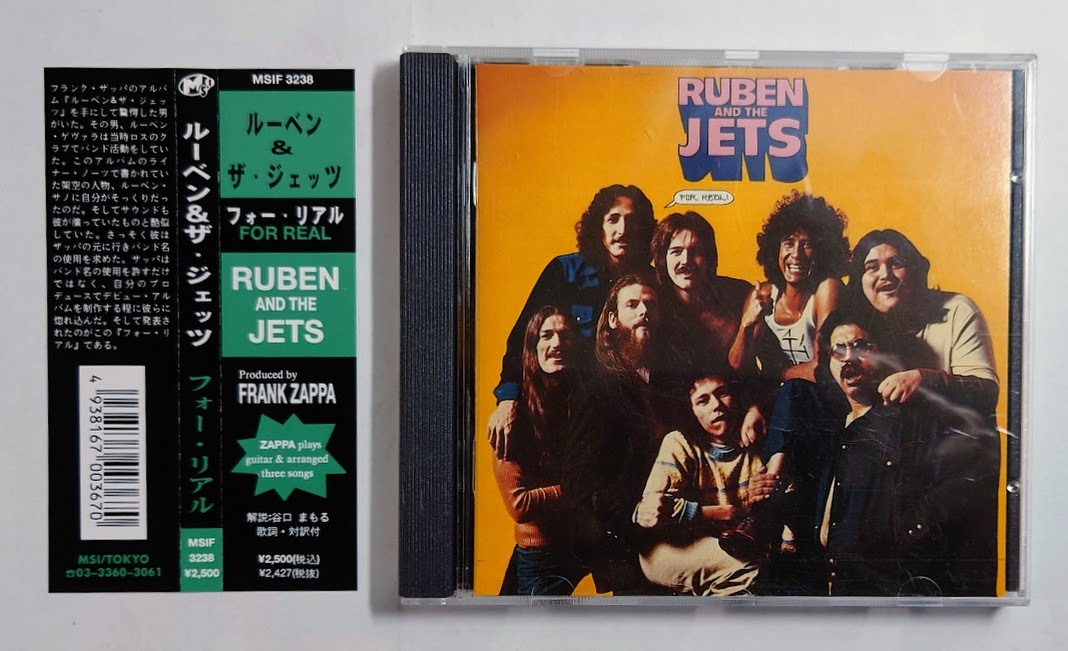 フランク・ザッパのアルバ
ム『ルーベン&ザ・ジェッ
ツ』を手にして驚愕した男
がいた。その男、ルーベン
・ゲヴァラは当時ロスのク
ラブでバンド活動をしてい
た。このアルバムのライ
ナー・ノーツで書かれてい
た架空の人物、ルーベン・
サノに自分がそっくりだっ
たのだ。そしてサウンドも
彼が演っていたものと酷似
していた。さっそく彼は
ザッパの元に行きバンド名
の使用を求めた。ザッパは
バンド名の使用を許すだけ
ではなく、自分のプロ
デュースでデビュー・アル
バムを制作する程に彼らに
惚れ込んだ。そして発表さ
れたのがこの『フォー・リ
アル』である。
4 938167 003670
MSI/TOKYO
☎03-3360-3061
MSI
ルーベン&ザ・ジェッツ
フォー・リアル
MSIF
3238
¥2,500
MSIF 3238
ルーベン
&
ザ・ジェッツ
フォー・リアル
FOR REAL
RUBEN
AND THE
JETS
Produced by
FRANK ZAPPA
ZAPPA plays
guitar & arranged
three songs
解説:谷口 まもる
歌詞・対訳付
¥2,500(税込)
¥2,427(税抜)
RUBEN
AND THE
JETS
FOR REAL!